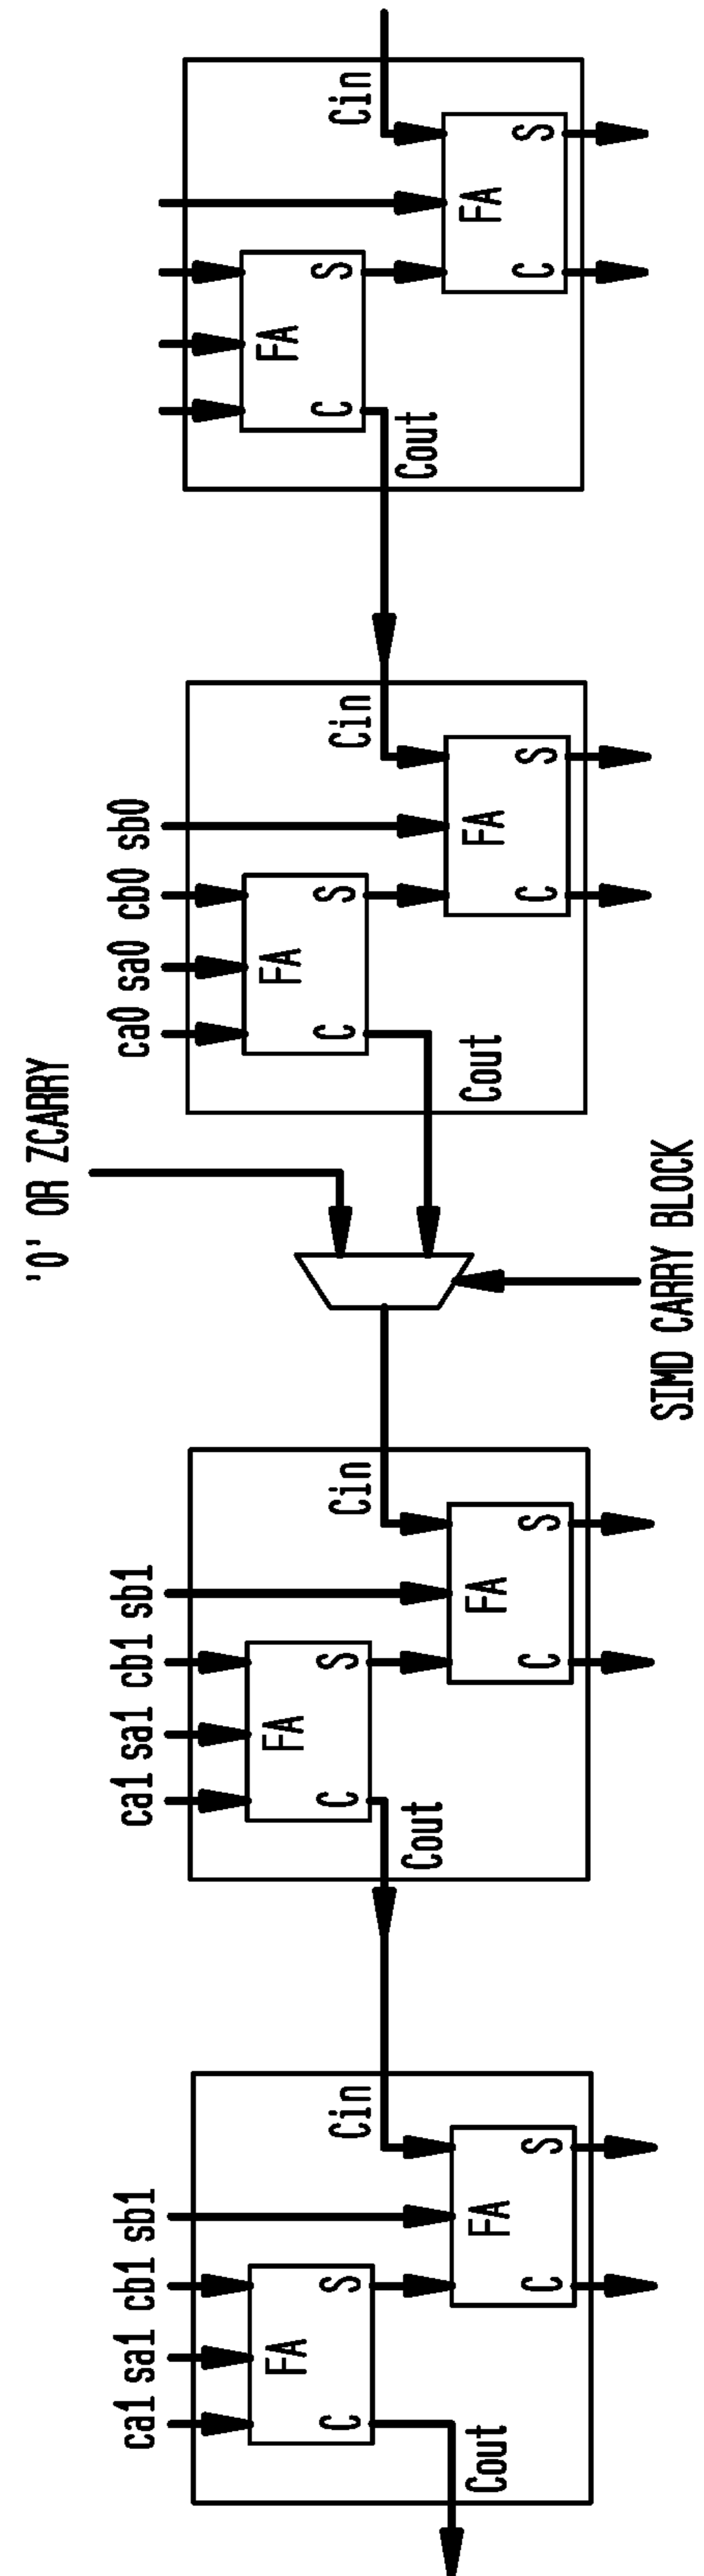 '0' OR ZCARRY
ca1 sa1 cb1 sb1
FA
C S
Cin
Cout
FA
C S
ca1 sa1 cb1 sb1
FA
C S
Cin
Cout
FA
C S
ca0 sa0 cb0 sb0
FA
C S
Cin
Cout
FA
C S
FA
C S
Cin
Cout
FA
C S
SIMD CARRY BLOCK